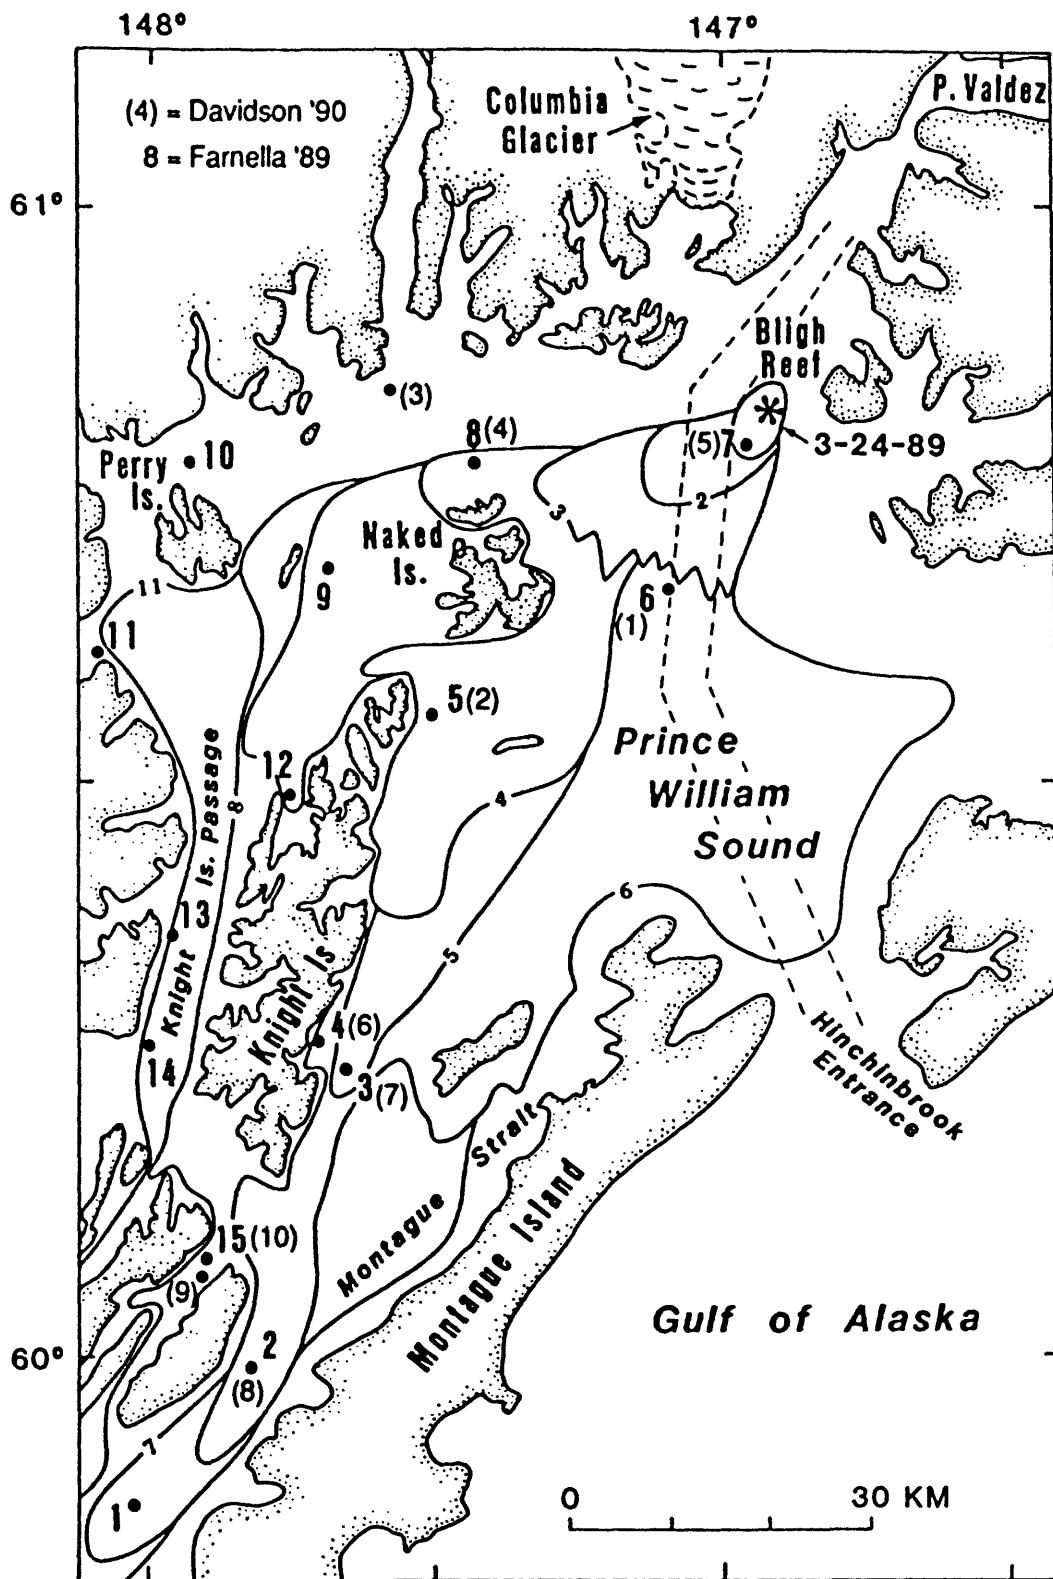 148° 147°
(4) = Davidson '90
8 = Farnella '89
Columbia
Glacier
P. Valdez
61°
Bligh
Reef
(3)
8(4)
(5)7
3-24-89
10
Perry
Is.
2
3
Naked
Is.
9
11
6
(1)
11
5(2)
Prince
William
Sound
12
4
8
Knight Is. Passage
6
13
5
Knight Is
4(6)
14
3(7)
Hinchinbrook
Entrance
Montague Strait
Montague Island
15(10)
(9)
Gulf of Alaska
60°
2
(8)
7
1
0 30 KM